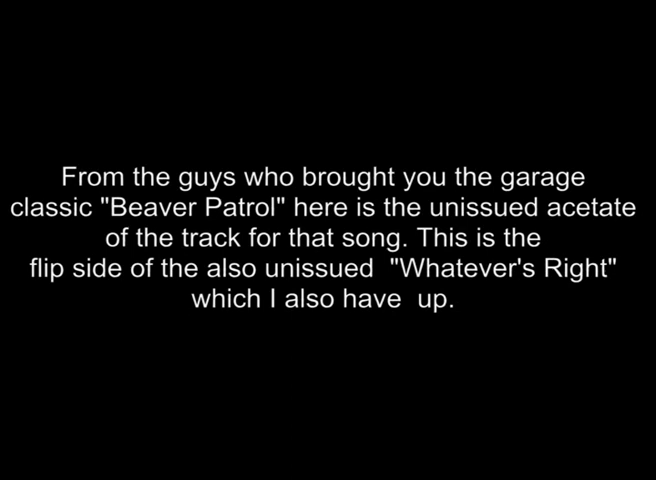 From the guys who brought you the garage
classic "Beaver Patrol" here is the unissued acetate
of the track for that song. This is the
flip side of the also unissued  "Whatever's Right"
which I also have  up.